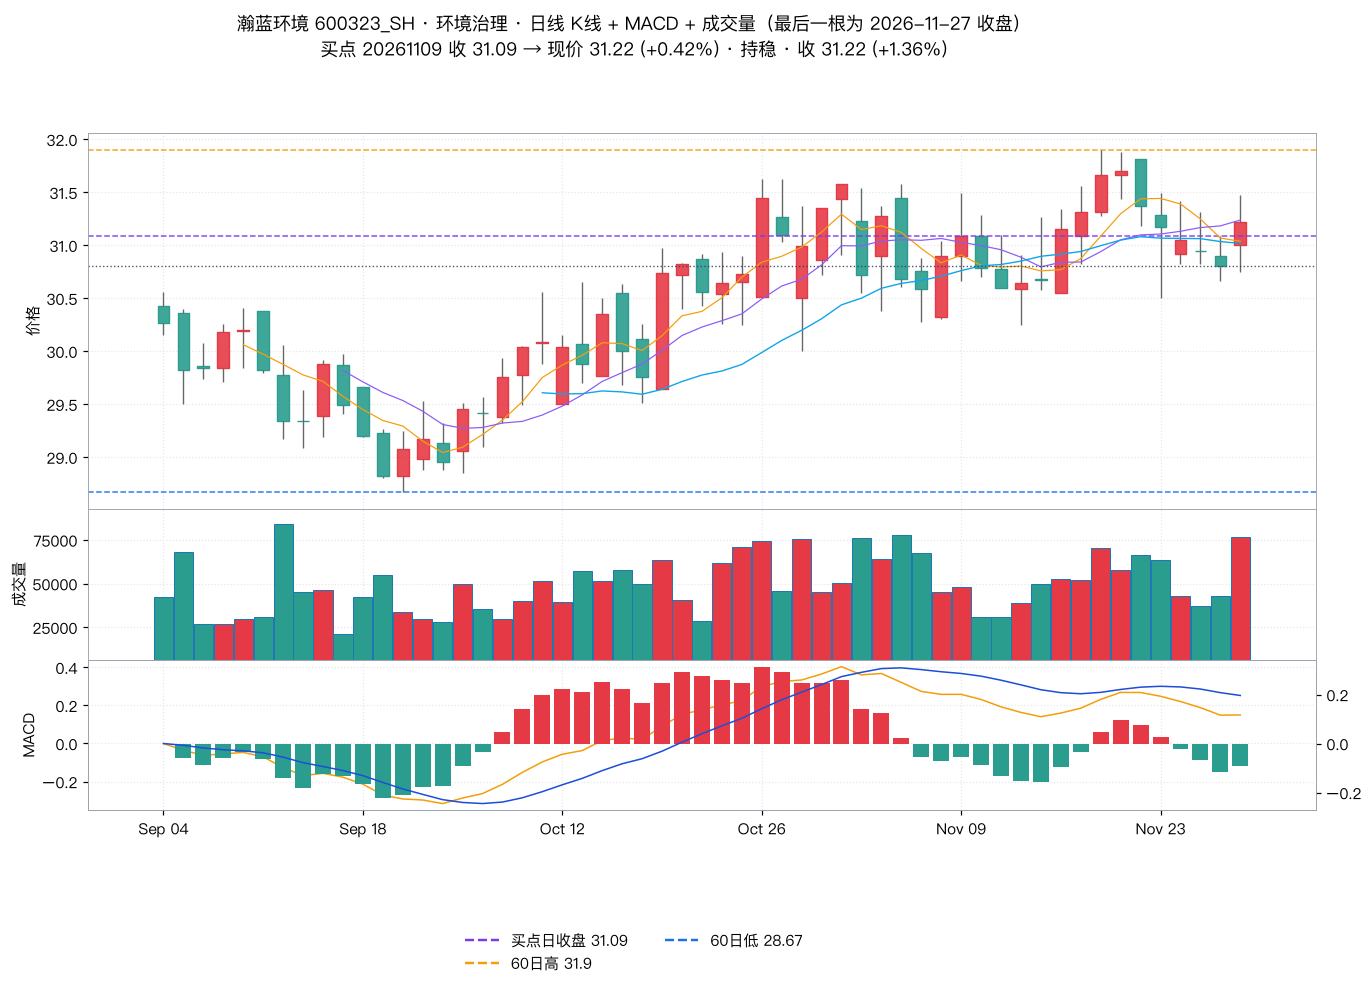 瀚蓝环境 600323_SH · 环境治理 · 日线 K线 + MACD + 成交量（最后一根为 2026-11-27 收盘）
买点 20261109 收 31.09 → 现价 31.22 (+0.42%) · 持稳 · 收 31.22 (+1.36%)
32.0
31.5
31.0
30.5
30.0
29.5
29.0
价格
75000
50000
25000
成交量
0.4
0.2
0.0
−0.2
MACD
0.2
0.0
−0.2
Sep 04
Sep 18
Oct 12
Oct 26
Nov 09
Nov 23
买点日收盘 31.09
60日低 28.67
60日高 31.9